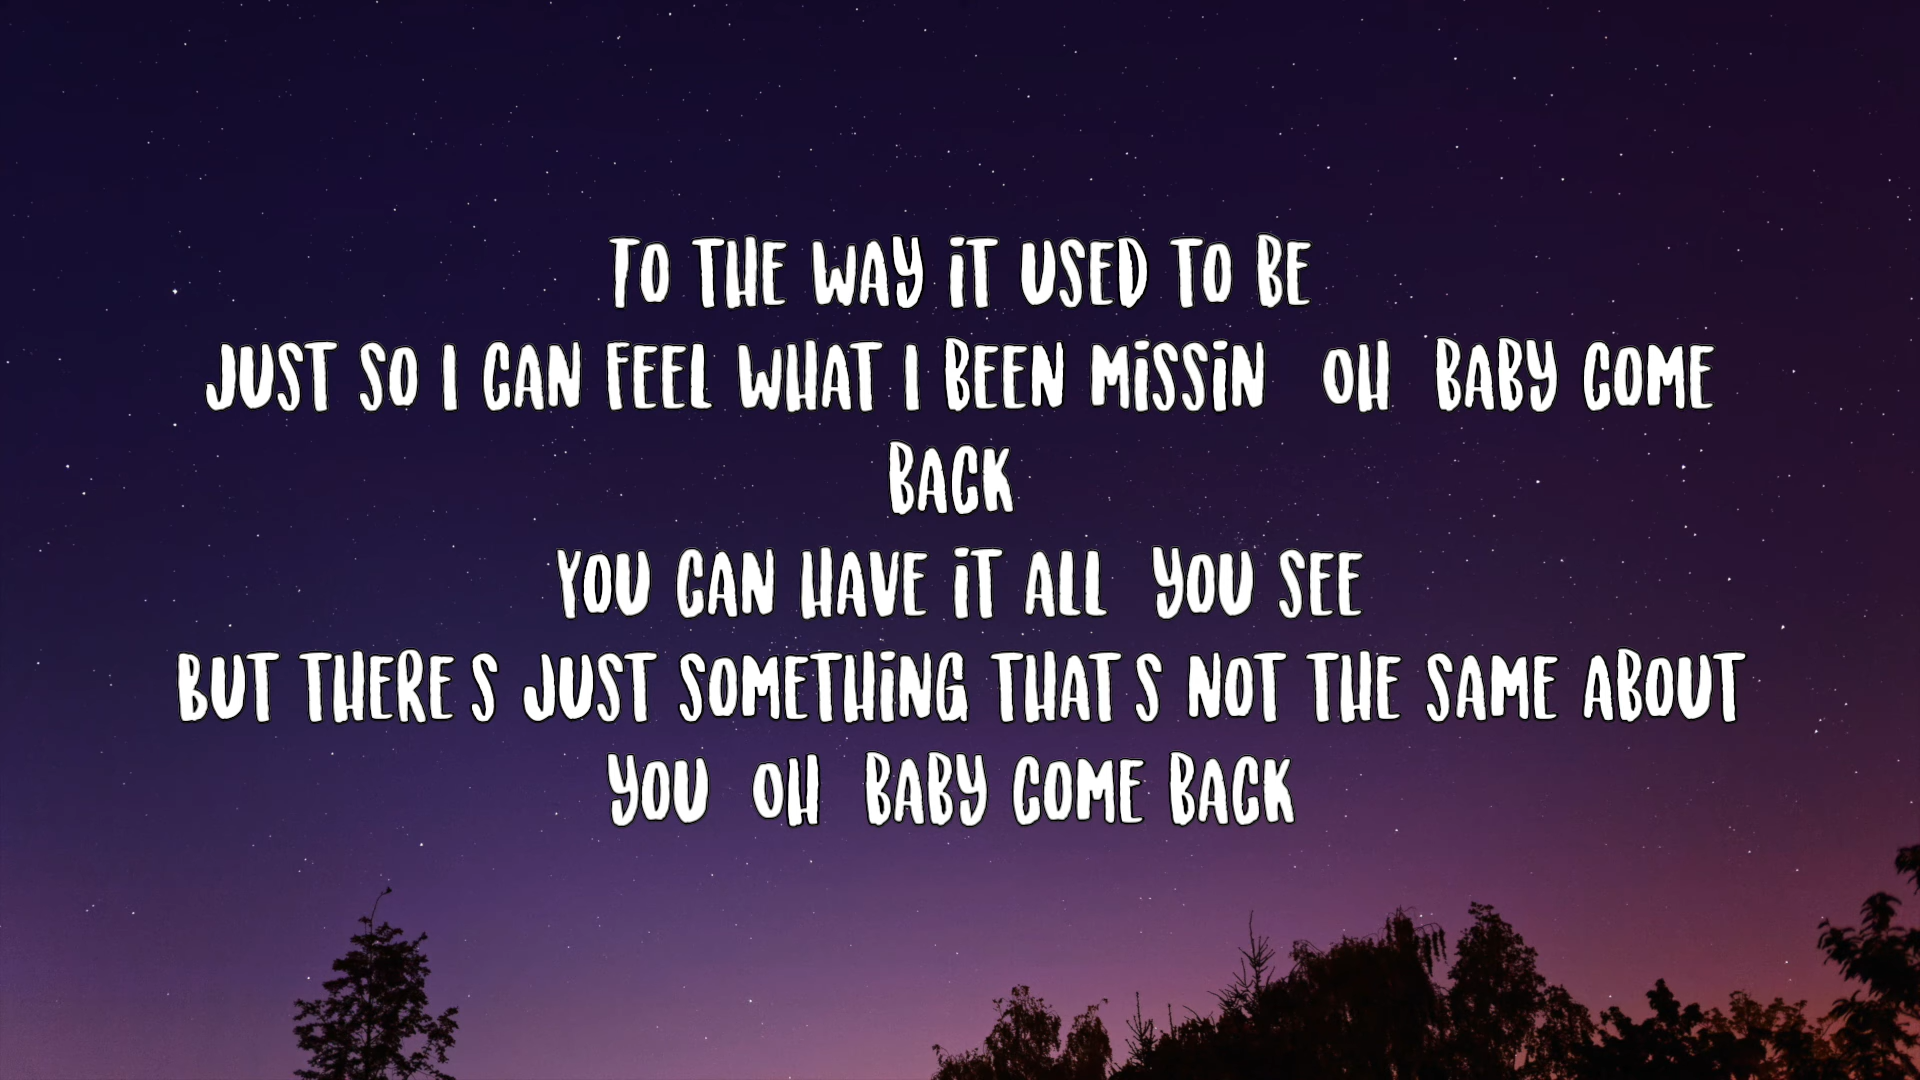 TO THE WAY IT USED TO BE
JUST SO I CAN FEEL WHAT I BEEN MISSIN  OH  BABY COME
BACK
YOU CAN HAVE IT ALL  YOU SEE
BUT THERE S JUST SOMETHING THAT S NOT THE SAME ABOUT
YOU  OH  BABY COME BACK